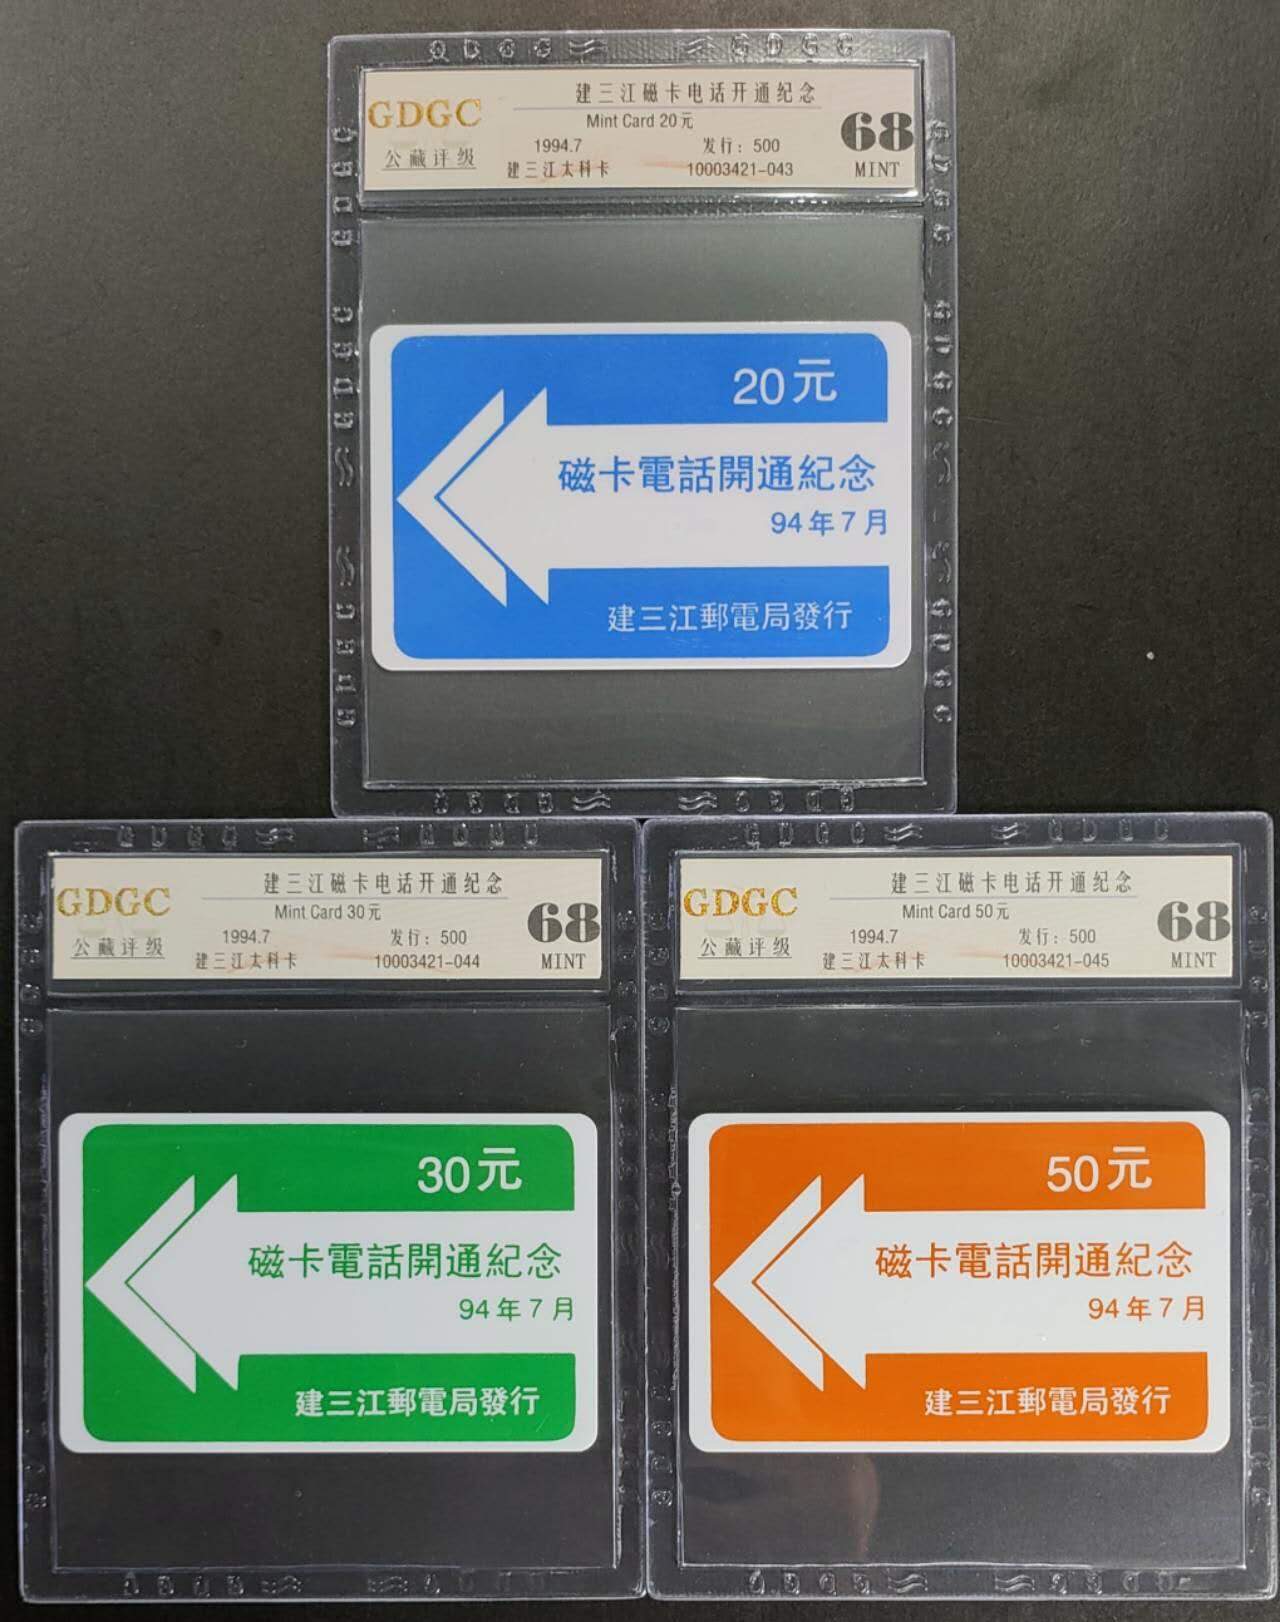 GDGC GDGC
建三江磁卡电话开通纪念
GDGC
Mint Card 20元
68
1994.7 发行: 500
公藏评级
建三江太科卡 10003421-043
MINT
20元
磁卡電話開通紀念
94年7月
建三江郵電局發行
建三江磁卡电话开通纪念
GDGC
Mint Card 30元
68
1994.7 发行: 500
公藏评级
建三江太科卡 10003421-044
MINT
30元
磁卡電話開通紀念
94年7月
建三江郵電局發行
建三江磁卡电话开通纪念
GDGC
Mint Card 50元
68
1994.7 发行: 500
公藏评级
建三江太科卡 10003421-045
MINT
50元
磁卡電話開通紀念
94年7月
建三江郵電局發行